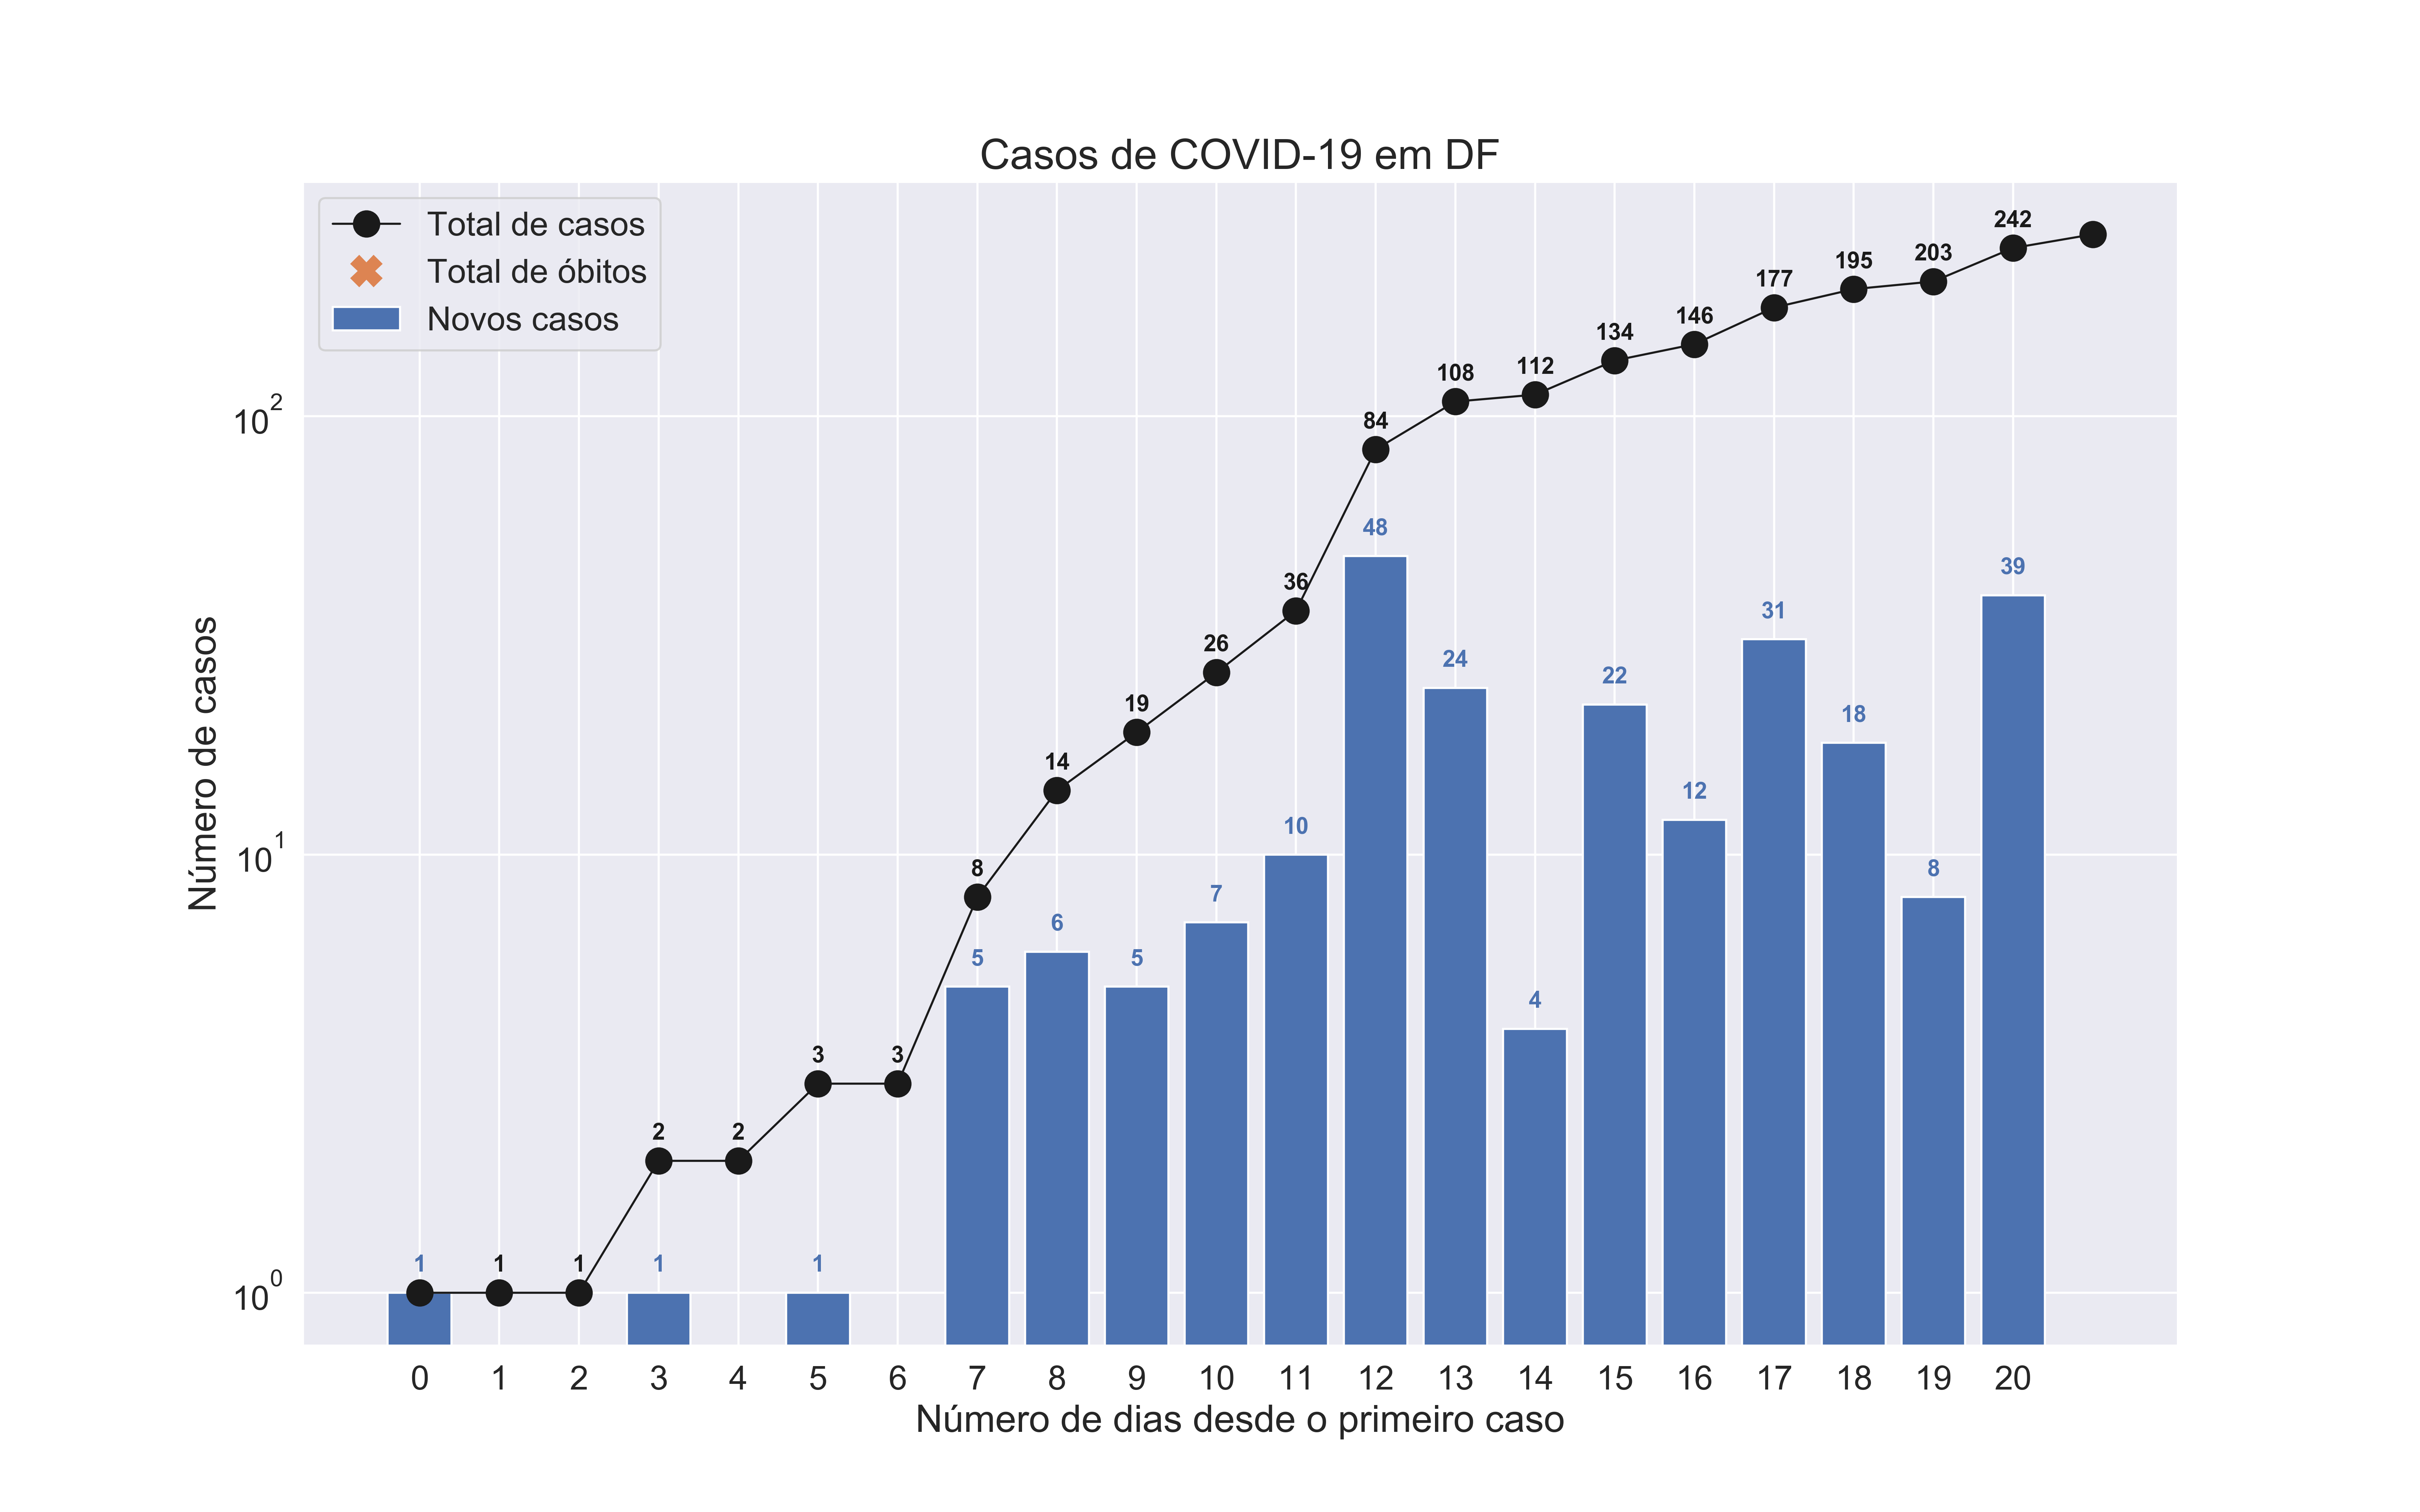 Casos de COVID-19 em DF
Total de casos
Total de óbitos
Novos casos
Número de casos
10^2
10^1
10^0
1 1 1 2 2 3 3 8 14 19 26 36 84 108 112 134 146 177 195 203 242
1 1 1 5 6 5 7 10 48 24 4 22 12 31 18 8 39
0 1 2 3 4 5 6 7 8 9 10 11 12 13 14 15 16 17 18 19 20
Número de dias desde o primeiro caso